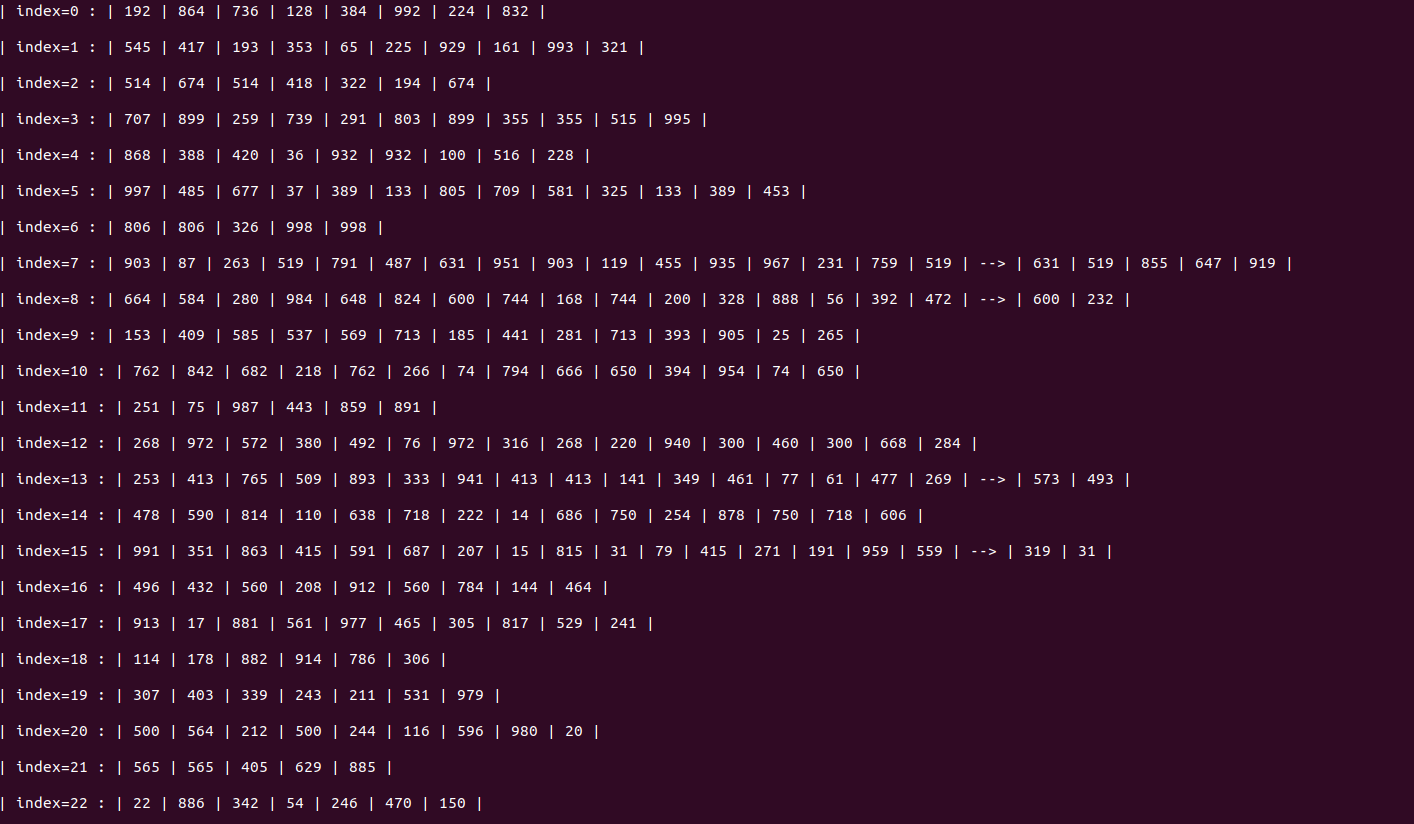 | index=0 : | 192 | 864 | 736 | 128 | 384 | 992 | 224 | 832 |
| index=1 : | 545 | 417 | 193 | 353 | 65 | 225 | 929 | 161 | 993 | 321 |
| index=2 : | 514 | 674 | 514 | 418 | 322 | 194 | 674 |
| index=3 : | 707 | 899 | 259 | 739 | 291 | 803 | 899 | 355 | 355 | 515 | 995 |
| index=4 : | 868 | 388 | 420 | 36 | 932 | 932 | 100 | 516 | 228 |
| index=5 : | 997 | 485 | 677 | 37 | 389 | 133 | 805 | 709 | 581 | 325 | 133 | 389 | 453 |
| index=6 : | 806 | 806 | 326 | 998 | 998 |
| index=7 : | 903 | 87 | 263 | 519 | 791 | 487 | 631 | 951 | 903 | 119 | 455 | 935 | 967 | 231 | 759 | 519 | --> | 631 | 519 | 855 | 647 | 919 |
| index=8 : | 664 | 584 | 280 | 984 | 648 | 824 | 600 | 744 | 168 | 744 | 200 | 328 | 888 | 56 | 392 | 472 | --> | 600 | 232 |
| index=9 : | 153 | 409 | 585 | 537 | 569 | 713 | 185 | 441 | 281 | 713 | 393 | 905 | 25 | 265 |
| index=10 : | 762 | 842 | 682 | 218 | 762 | 266 | 74 | 794 | 666 | 650 | 394 | 954 | 74 | 650 |
| index=11 : | 251 | 75 | 987 | 443 | 859 | 891 |
| index=12 : | 268 | 972 | 572 | 380 | 492 | 76 | 972 | 316 | 268 | 220 | 940 | 300 | 460 | 300 | 668 | 284 |
| index=13 : | 253 | 413 | 765 | 509 | 893 | 333 | 941 | 413 | 413 | 141 | 349 | 461 | 77 | 61 | 477 | 269 | --> | 573 | 493 |
| index=14 : | 478 | 590 | 814 | 110 | 638 | 718 | 222 | 14 | 686 | 750 | 254 | 878 | 750 | 718 | 606 |
| index=15 : | 991 | 351 | 863 | 415 | 591 | 687 | 207 | 15 | 815 | 31 | 79 | 415 | 271 | 191 | 959 | 559 | --> | 319 | 31 |
| index=16 : | 496 | 432 | 560 | 208 | 912 | 560 | 784 | 144 | 464 |
| index=17 : | 913 | 17 | 881 | 561 | 977 | 465 | 305 | 817 | 529 | 241 |
| index=18 : | 114 | 178 | 882 | 914 | 786 | 306 |
| index=19 : | 307 | 403 | 339 | 243 | 211 | 531 | 979 |
| index=20 : | 500 | 564 | 212 | 500 | 244 | 116 | 596 | 980 | 20 |
| index=21 : | 565 | 565 | 405 | 629 | 885 |
| index=22 : | 22 | 886 | 342 | 54 | 246 | 470 | 150 |